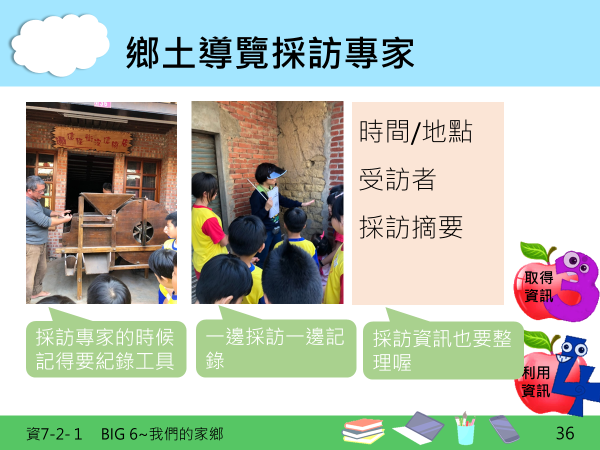 鄉土導覽採訪專家
時間/地點
受訪者
採訪摘要
取得
資訊
3
採訪專家的時候
記得要紀錄工具
一邊採訪一邊記
錄
採訪資訊也要整
理喔
利用
資訊
4
資7-2-1 BIG 6~我們的家鄉
36